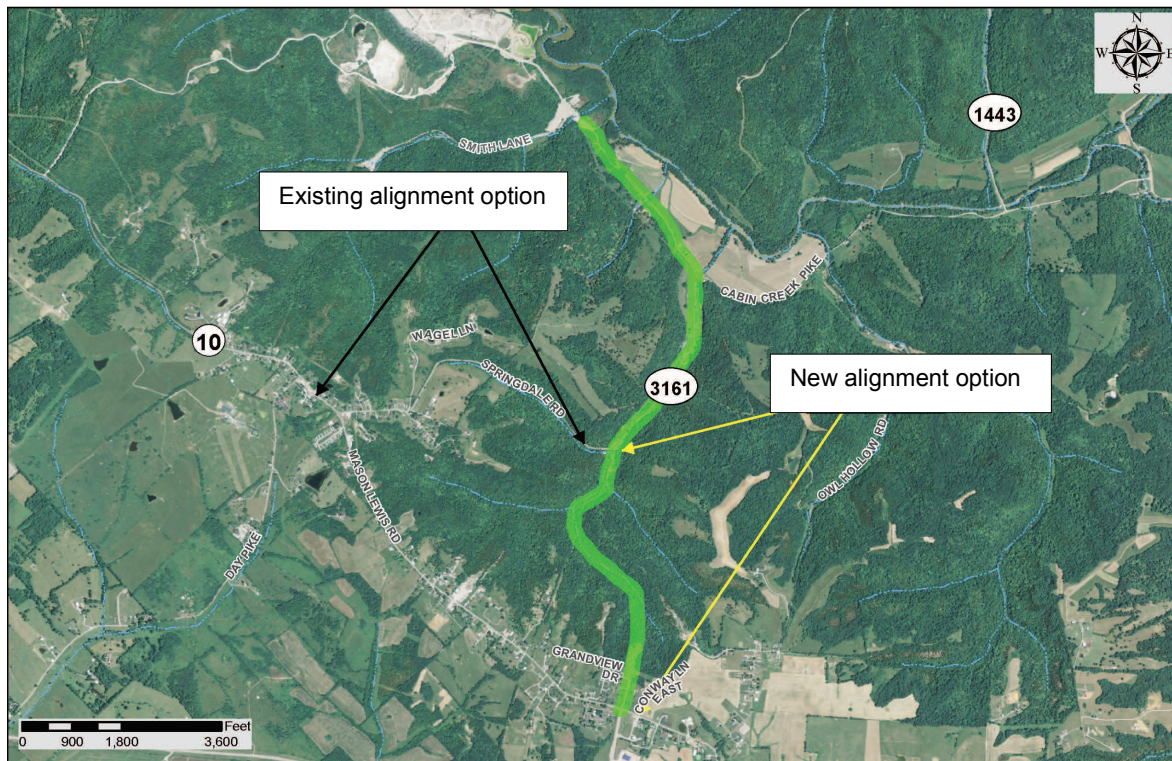 N
W
E
S
1443
SMITH LANE
Existing alignment option
CABIN CREEK PIKE
10
WAGEL LN
SPRINGDALE RD
3161
New alignment option
OWL HOLLOW RD
MASON LEWIS RD
DAY PIKE
GRANDVIEW
DR
CONWAY LN
EAST
Feet
0 900 1,800 3,600